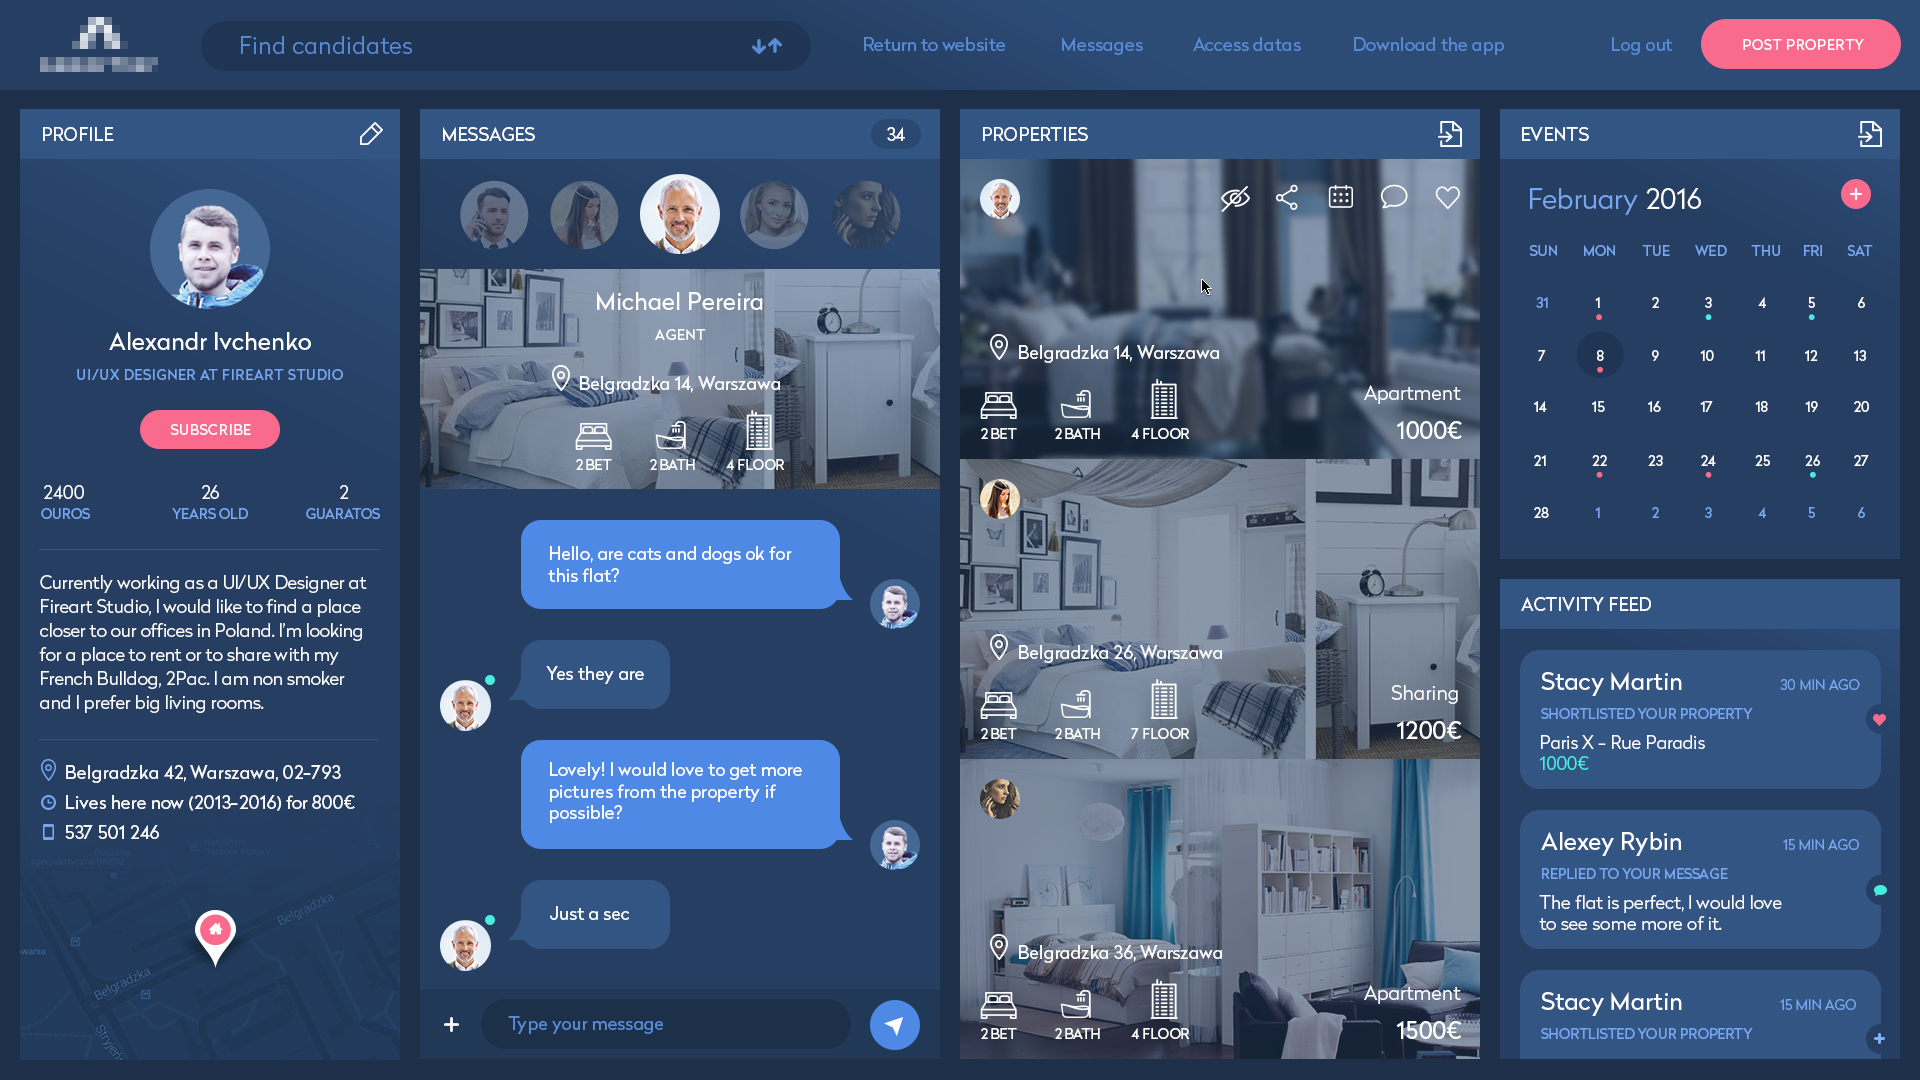 Find candidates
Return to website
Messages
Access datas
Download the app
Log out
POST PROPERTY
PROFILE
Alexandr Ivchenko
UI/UX DESIGNER AT FIREART STUDIO
SUBSCRIBE
2400 26 2
OUROS YEARS OLD GUARATOS
Currently working as a UI/UX Designer at
Fireart Studio, I would like to find a place
closer to our offices in Poland. I'm looking
for a place to rent or to share with my
French Bulldog, 2Pac. I am non smoker
and I prefer big living rooms.
Belgradzka 42, Warszawa, 02-793
Lives here now (2013-2016) for 800€
537 501 246
Belgradzka
Belgradzka
MESSAGES 34
Michael Pereira
AGENT
Belgradzka 14, Warszawa
2 BET 2 BATH 4 FLOOR
Hello, are cats and dogs ok for
this flat?
Yes they are
Lovely! I would love to get more
pictures from the property if
possible?
Just a sec
Type your message
PROPERTIES
Belgradzka 14, Warszawa
Apartment
2 BET 2 BATH 4 FLOOR 1000€
Belgradzka 26, Warszawa
Sharing
2 BET 2 BATH 7 FLOOR 1200€
Belgradzka 36, Warszawa
Apartment
2 BET 2 BATH 4 FLOOR 1500€
EVENTS
February 2016
SUN MON TUE WED THU FRI SAT
31 1 2 3 4 5 6
7 8 9 10 11 12 13
14 15 16 17 18 19 20
21 22 23 24 25 26 27
28 1 2 3 4 5 6
ACTIVITY FEED
Stacy Martin 30 MIN AGO
SHORTLISTED YOUR PROPERTY
Paris X - Rue Paradis
1000€
Alexey Rybin 15 MIN AGO
REPLIED TO YOUR MESSAGE
The flat is perfect, I would love
to see some more of it.
Stacy Martin 15 MIN AGO
SHORTLISTED YOUR PROPERTY